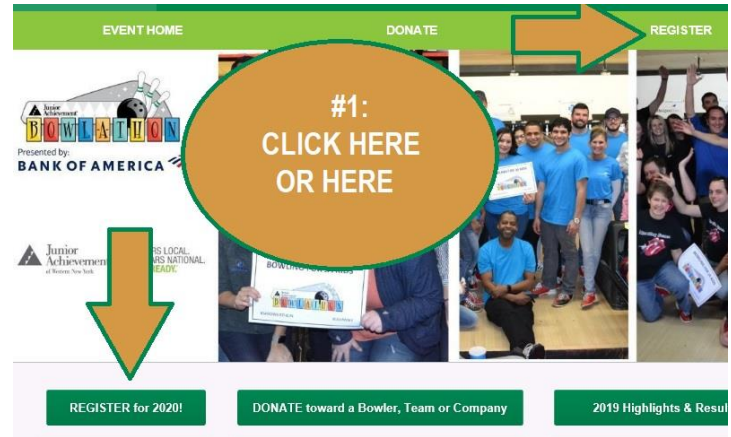 EVENT HOME
DONATE
REGISTER
#1:
CLICK HERE
OR HERE
Junior
Achievement
BOWLATHON
Presented by:
BANK OF AMERICA
Junior
Achievement
of Western New York
RS LOCAL.
ARS NATIONAL.
READY.
BOWLATHON
REGISTER for 2020!
DONATE toward a Bowler, Team or Company
2019 Highlights & Resul